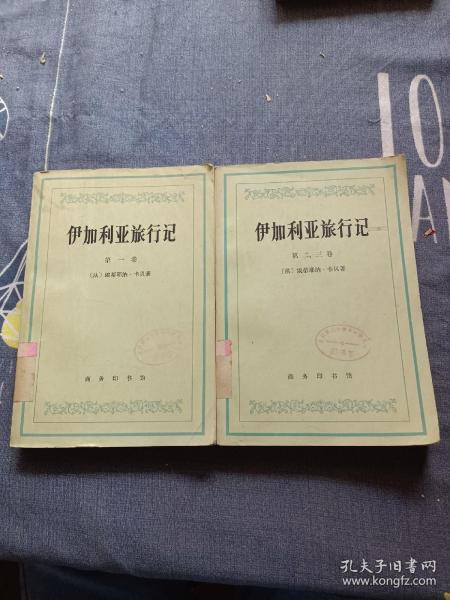 伊加利亚旅行记
第一卷
〔法〕埃蒂耶纳·卡贝著
商务印书馆
伊加利亚旅行记
第二、三卷
〔法〕埃蒂耶纳·卡贝著
商务印书馆
10
AN
孔夫子旧书网
www.kongfz.com